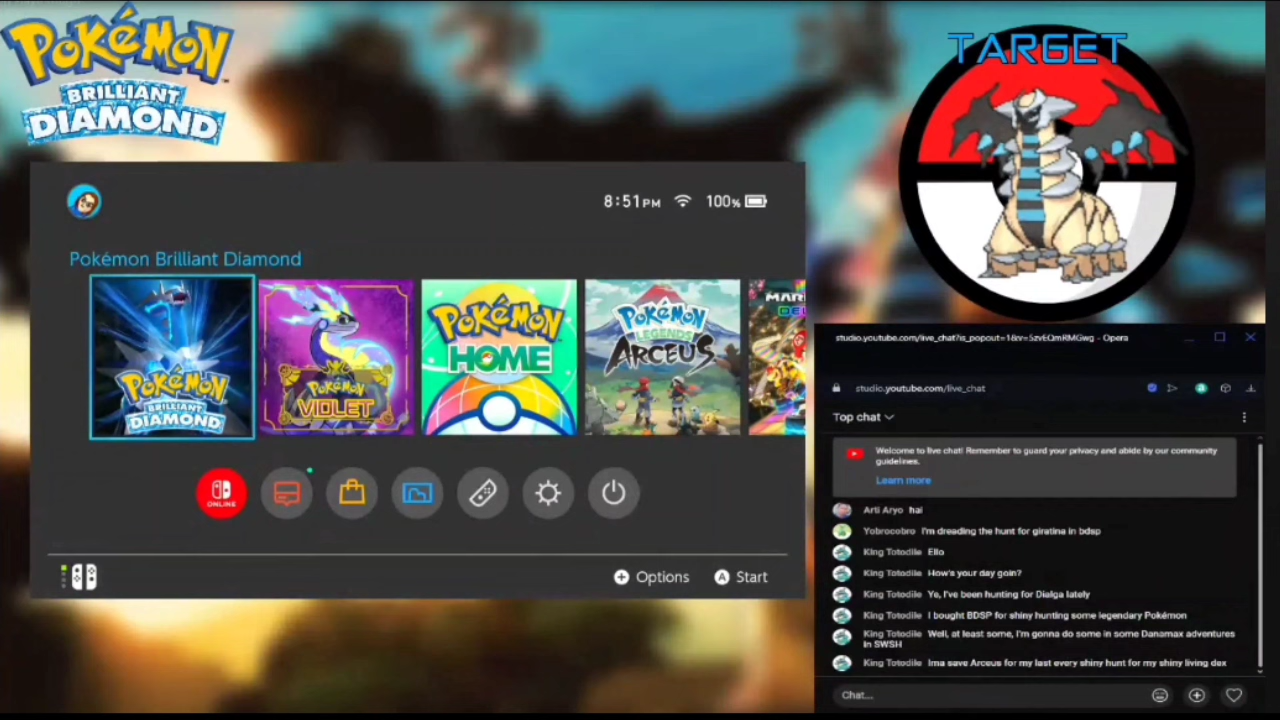 POKÉMON
BRILLIANT
DIAMOND
TARGET
8:51PM 100%
Pokémon Brilliant Diamond
POKÉMON
BRILLIANT
DIAMOND
POKÉMON
VIOLET
POKÉMON
HOME
POKÉMON
LEGENDS
ARCEUS
ONLINE
Options Start
studio.youtube.com/live_chat
Top chat
Welcome to live chat! Remember to guard your privacy and abide by our community
guidelines.
Learn more
Arti Aryo hai
Yobrocobro I'm dreading the hunt for giratina in bdsp
King Totodile Ello
King Totodile How's your day goin?
King Totodile Ye, I've been hunting for Dialga lately
King Totodile I bought BDSP for shiny hunting some legendary Pokémon
King Totodile Well, at least some, I'm gonna do some in some Danamax adventures
in SWSH
King Totodile Ima save Arceus for my last every shiny hunt for my shiny living dex
Chat...